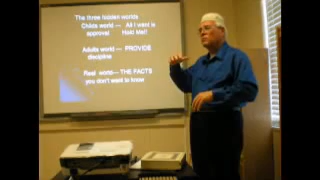 The three hidden worlds
Childs world --- All I want is
approval Hold Me!!
Adults world --- PROVIDE
discipline
Real world--- THE FACTS
you don't want to know